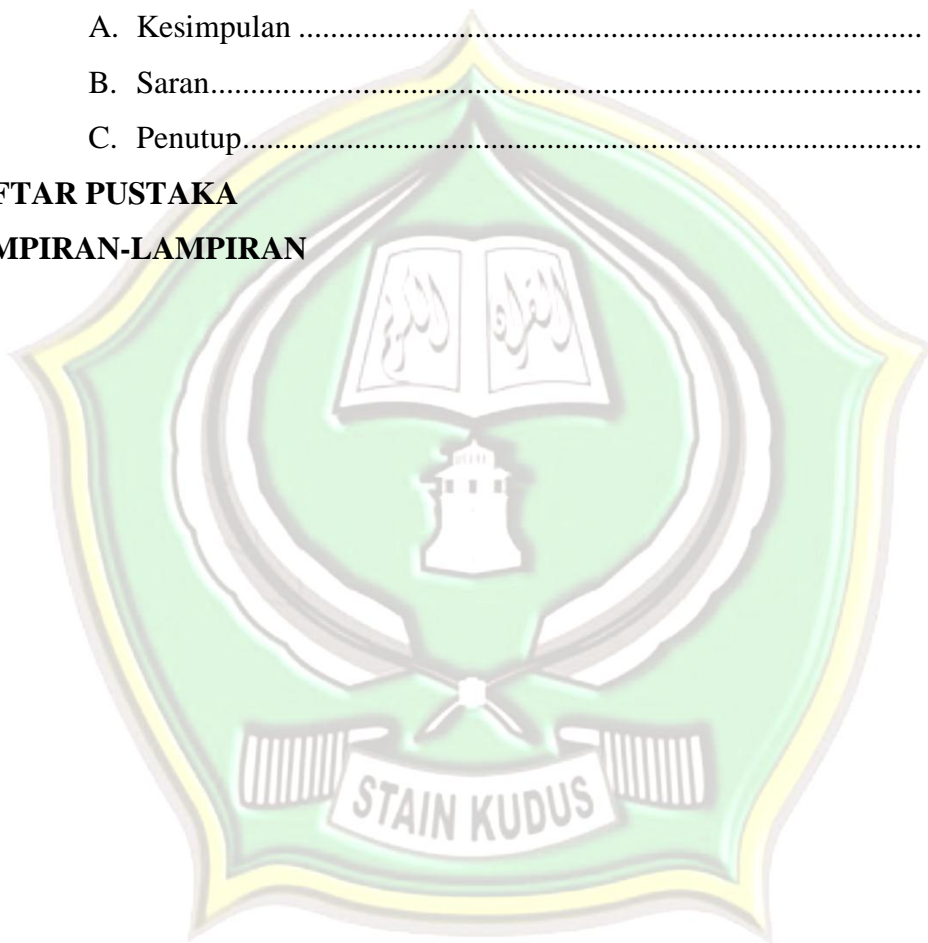 A. Kesimpulan ................................................................................
B. Saran...........................................................................................
C. Penutup.......................................................................................
FTAR PUSTAKA
MPIRAN-LAMPIRAN
STAIN KUDUS